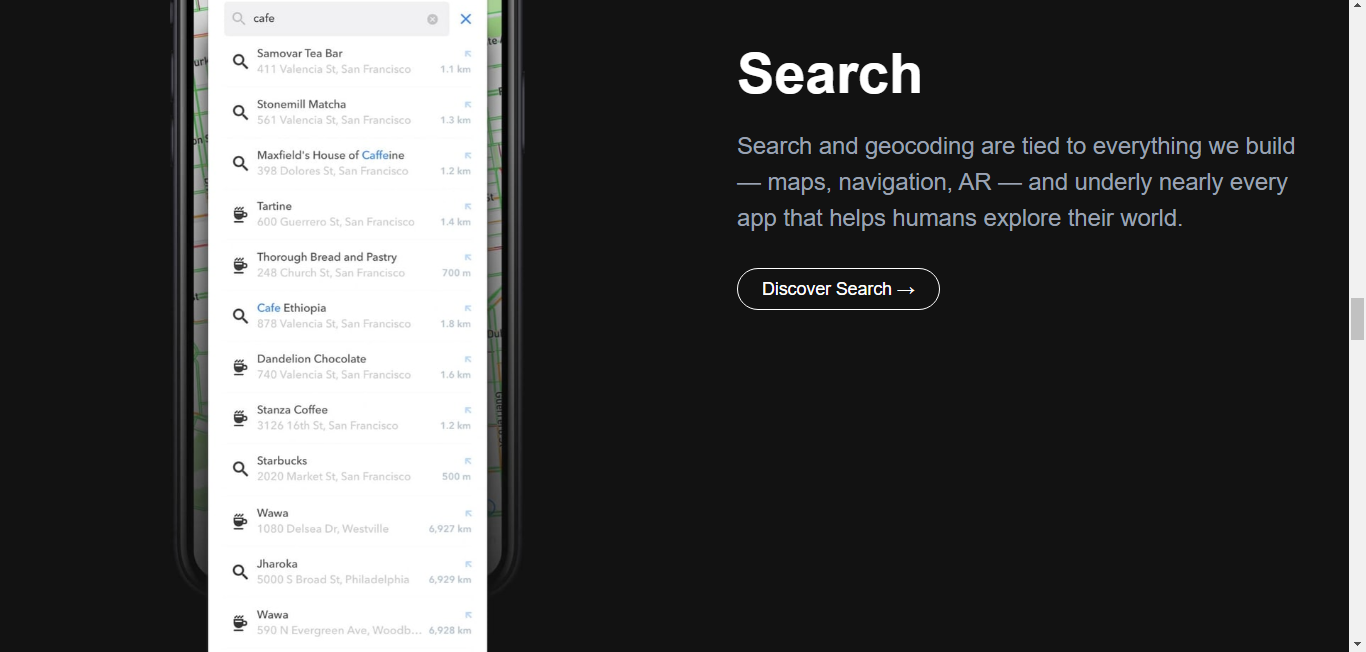 cafe
Samovar Tea Bar
411 Valencia St, San Francisco 1.1 km
Stonemill Matcha
561 Valencia St, San Francisco 1.3 km
Maxfield's House of Caffeine
398 Dolores St, San Francisco 1.2 km
Tartine
600 Guerrero St, San Francisco 1.4 km
Thorough Bread and Pastry
248 Church St, San Francisco 700 m
Cafe Ethiopia
878 Valencia St, San Francisco 1.8 km
Dandelion Chocolate
740 Valencia St, San Francisco 1.6 km
Stanza Coffee
3126 16th St, San Francisco 1.2 km
Starbucks
2020 Market St, San Francisco 500 m
Wawa
1080 Delsea Dr, Westville 6,927 km
Jharoka
5000 S Broad St, Philadelphia 6,929 km
Wawa
590 N Evergreen Ave, Woodb... 6,928 km
Search
Search and geocoding are tied to everything we build
— maps, navigation, AR — and underly nearly every
app that helps humans explore their world.
Discover Search →